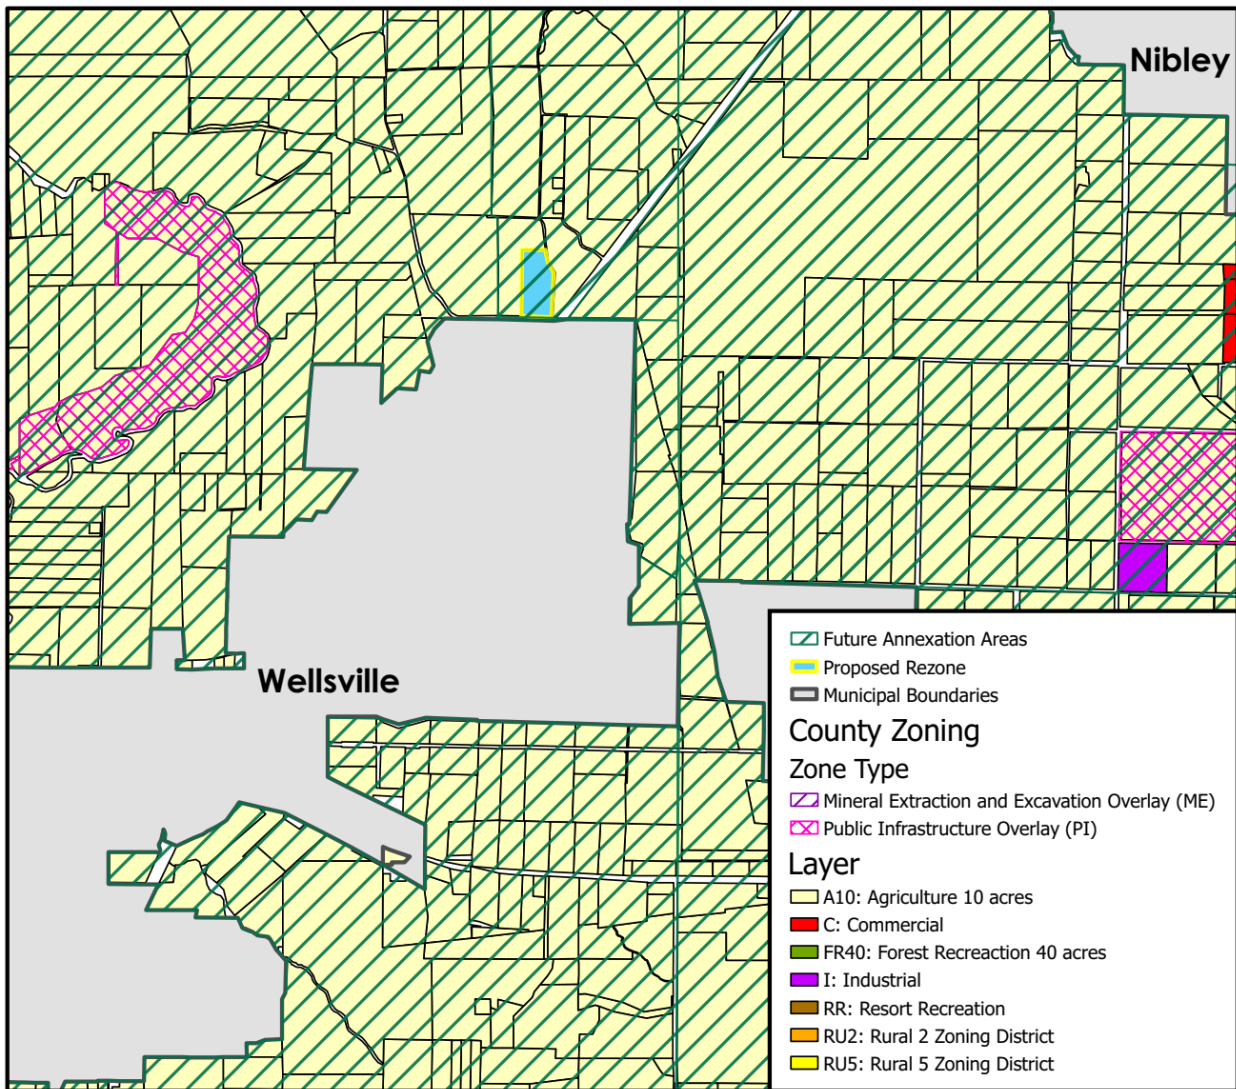 Nibley
Wellsville
Future Annexation Areas
Proposed Rezone
Municipal Boundaries
County Zoning
Zone Type
Mineral Extraction and Excavation Overlay (ME)
Public Infrastructure Overlay (PI)
Layer
A10: Agriculture 10 acres
C: Commercial
FR40: Forest Recreaction 40 acres
I: Industrial
RR: Resort Recreation
RU2: Rural 2 Zoning District
RU5: Rural 5 Zoning District